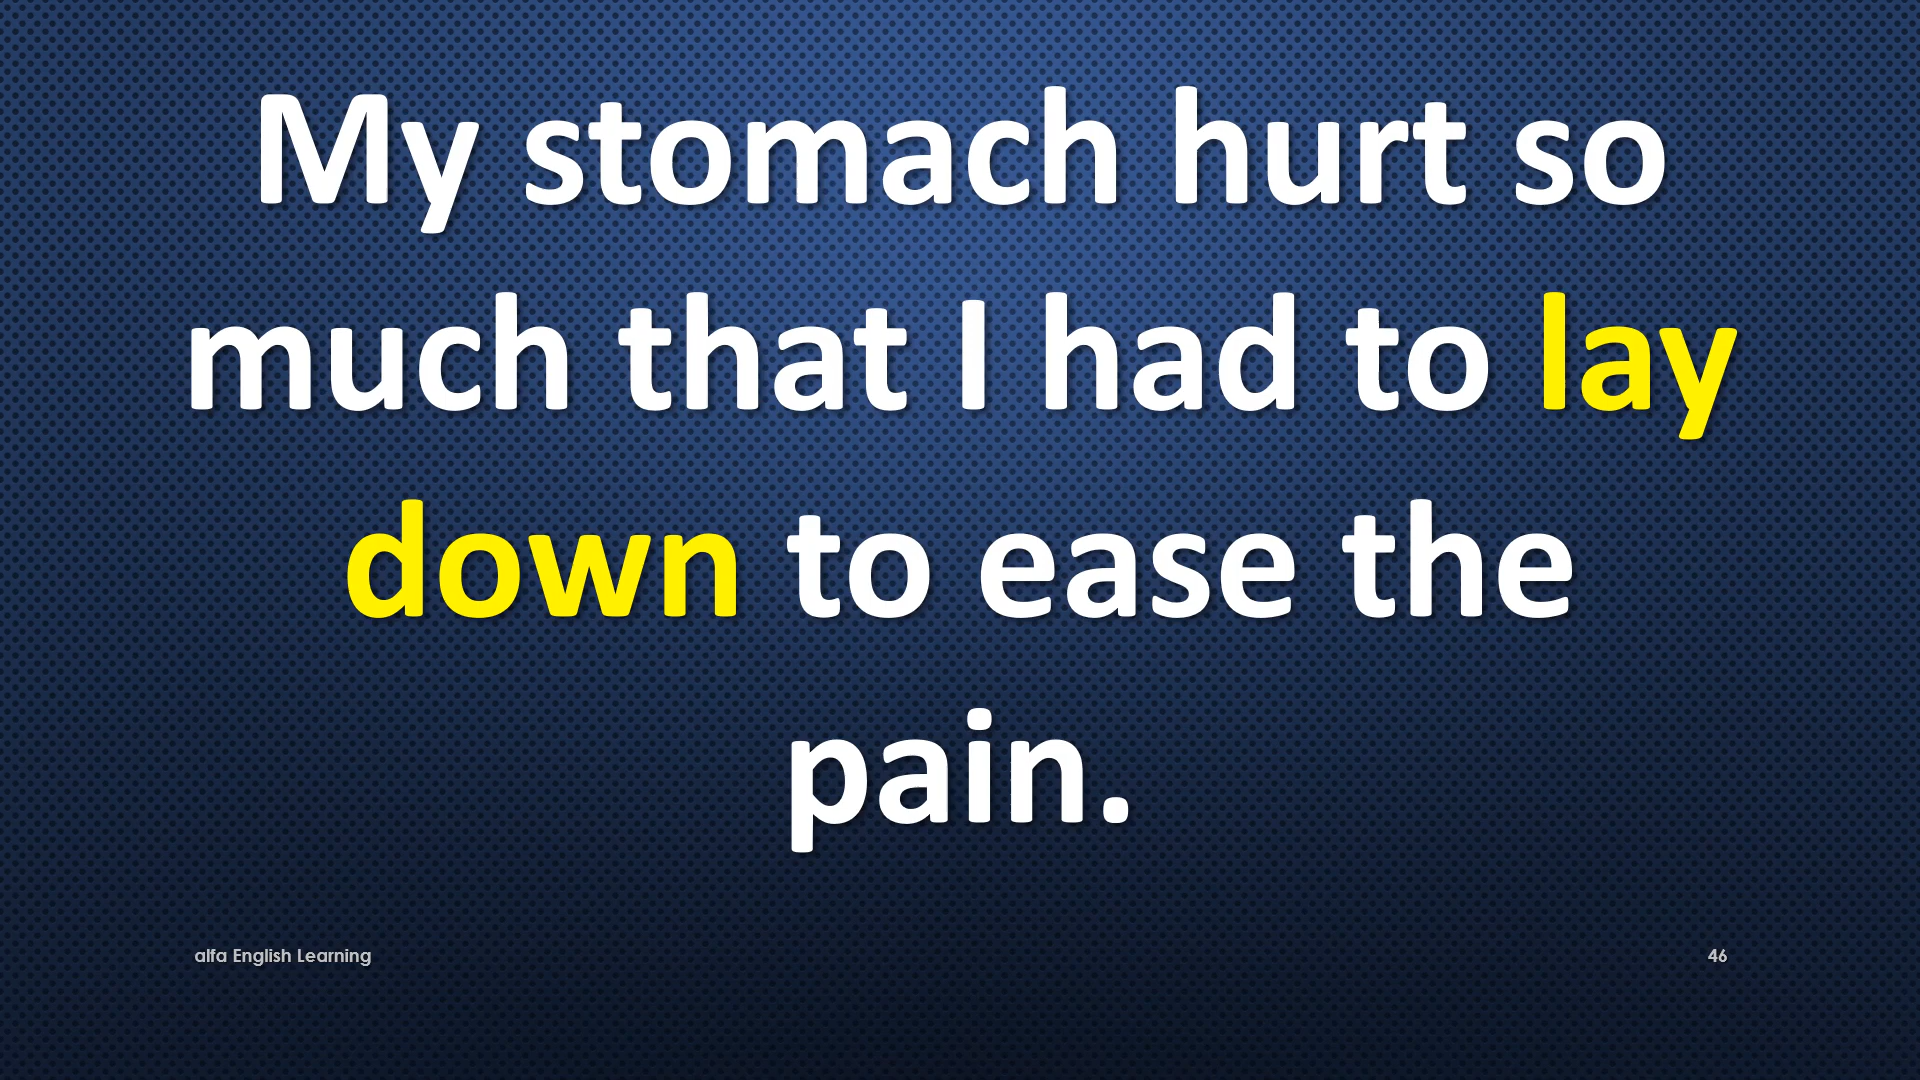 My stomach hurt so
much that I had to lay
down to ease the
pain.
alfa English Learning
46